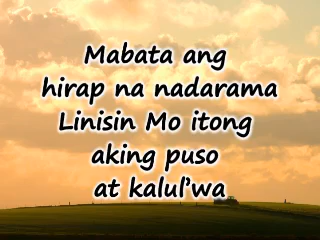 Mabata ang
hirap na nadarama
Linisin Mo itong
aking puso
at kalul'wa